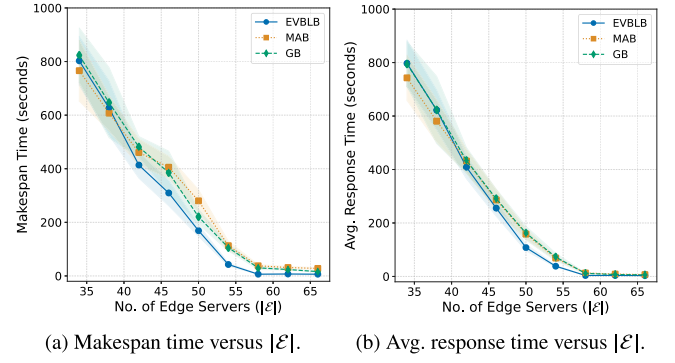 1000
800
600
400
200
0
Makespan Time (seconds)
35 40 45 50 55 60 65
No. of Edge Servers (|ℰ|)
EVBLB
MAB
GB
(a) Makespan time versus |ℰ|.
1000
800
600
400
200
0
Avg. Response Time (seconds)
35 40 45 50 55 60 65
No. of Edge Servers (|ℰ|)
EVBLB
MAB
GB
(b) Avg. response time versus |ℰ|.